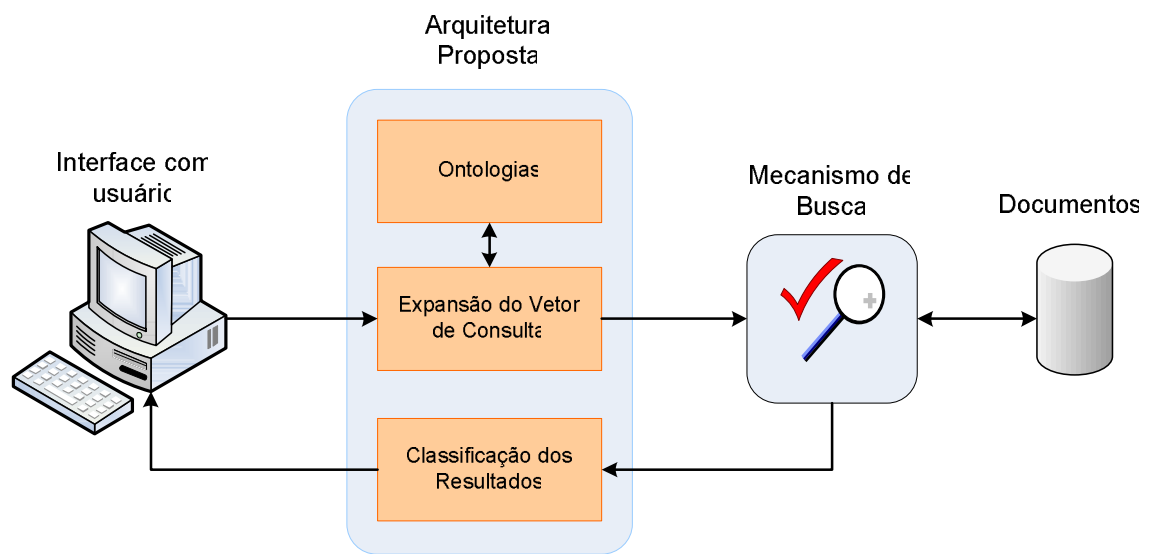 Arquitetura
Proposta
Interface com
usuário
Ontologias
Mecanismo de
Busca
Documentos
Expansão do Vetor
de Consulta
Classificação dos
Resultados